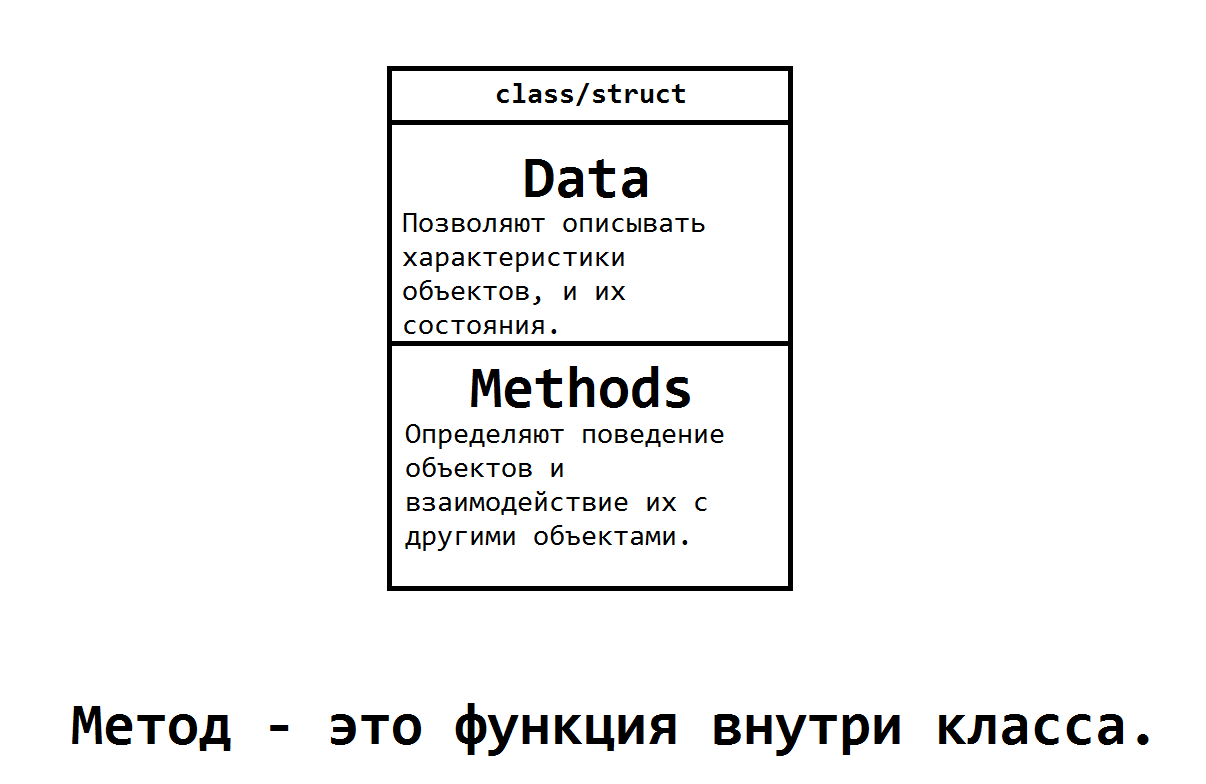 class/struct
Data
Позволяют описывать
характеристики
объектов, и их
состояния.
Methods
Определяют поведение
объектов и
взаимодействие их с
другими объектами.
Метод - это функция внутри класса.